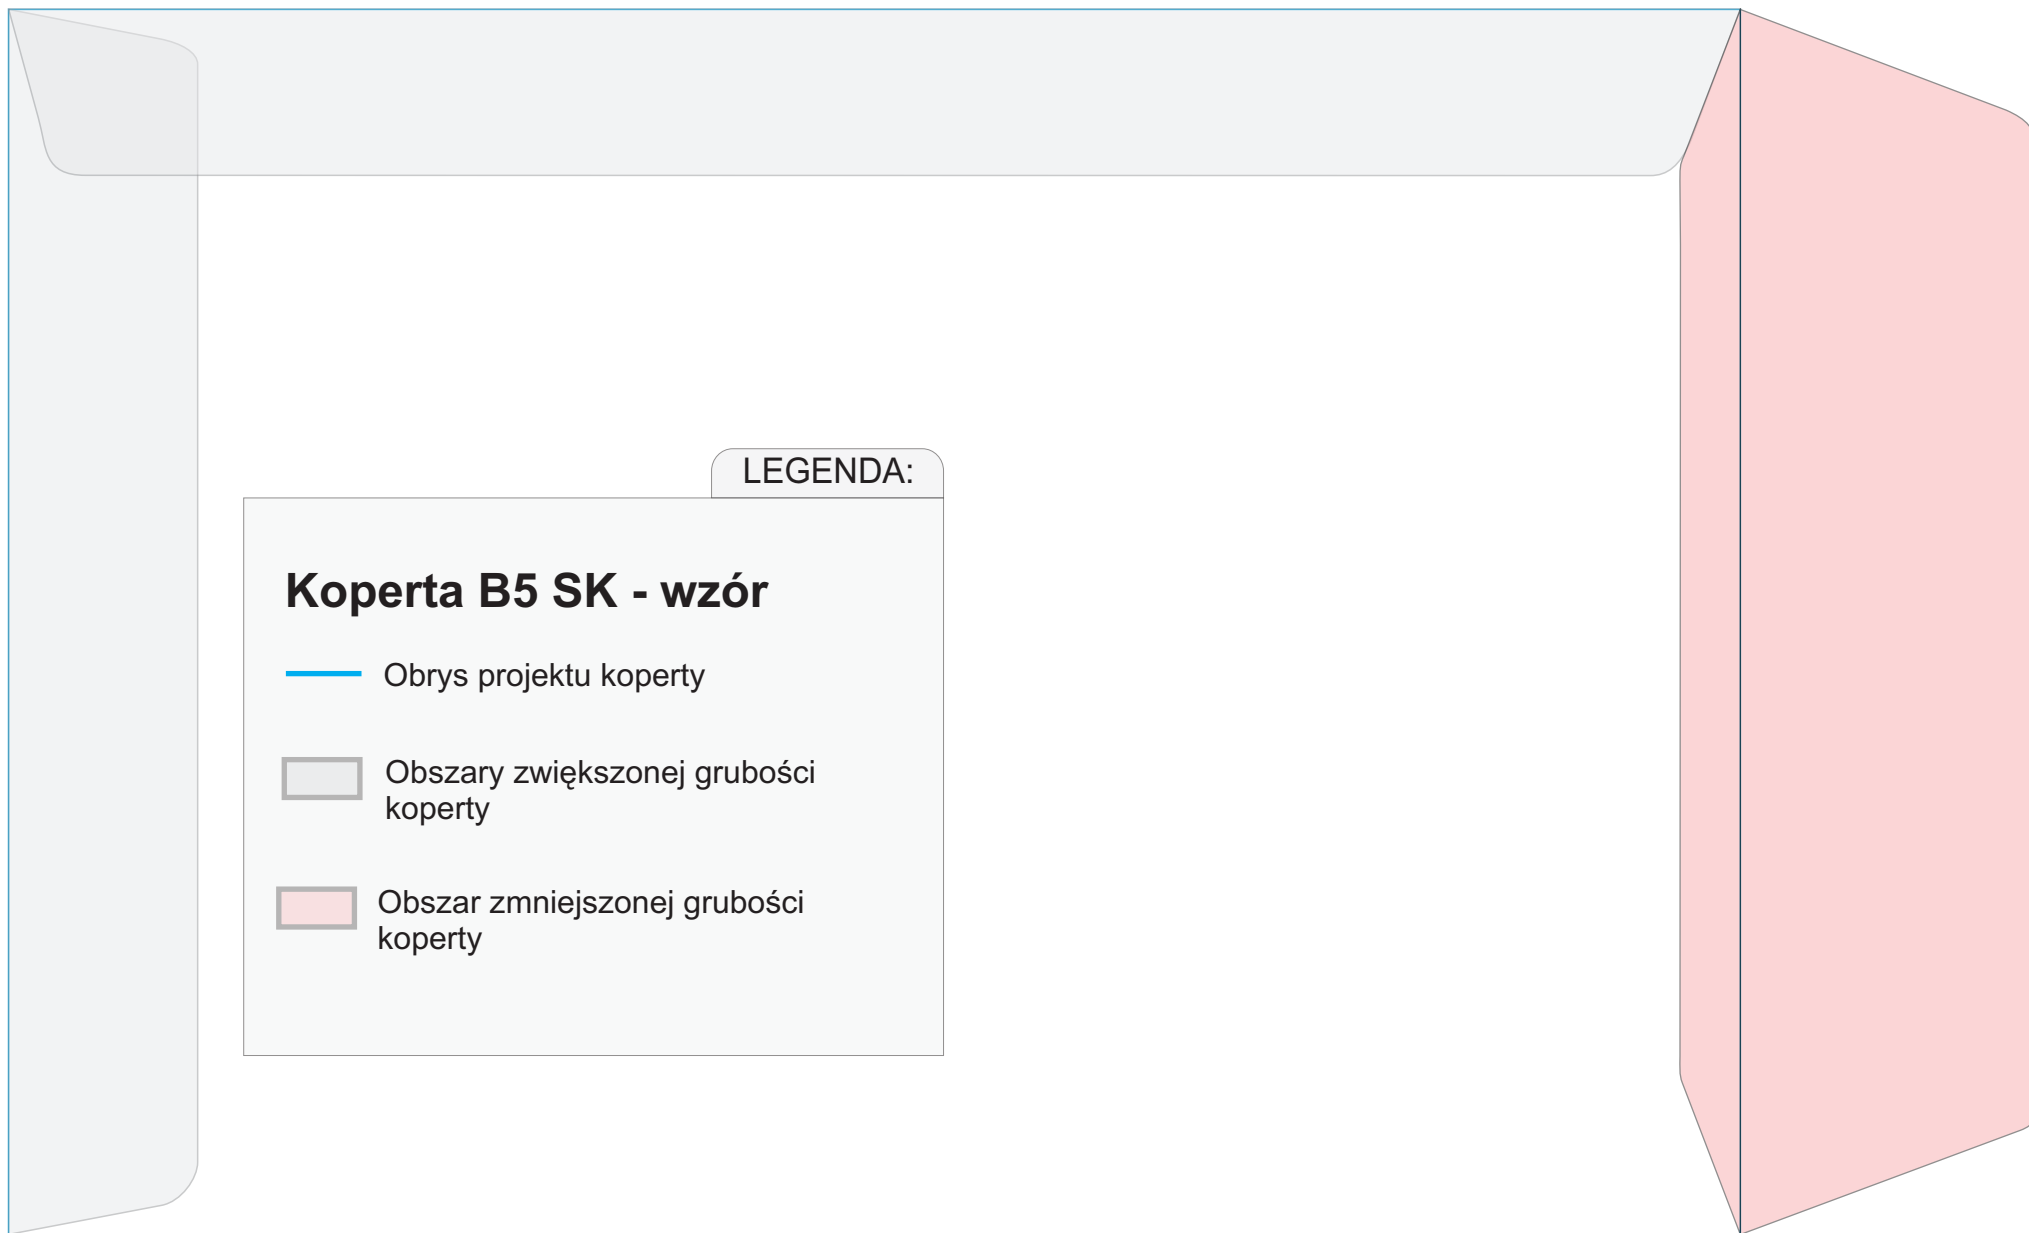 LEGENDA:
Koperta B5 SK - wzór
Obrys projektu koperty
Obszary zwiększonej grubości
koperty
Obszar zmniejszonej grubości
koperty